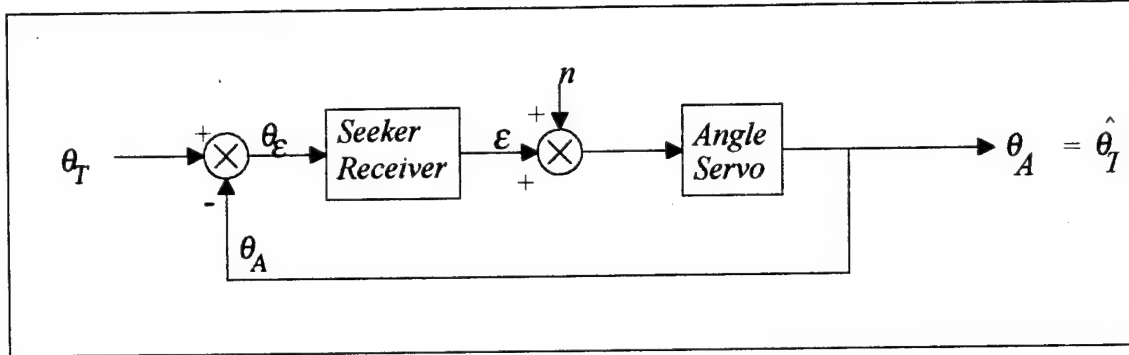 n
+
+ θ_ε Seeker Receiver ε Angle Servo
θ_T θ_A = θ̂_T
+
-
θ_A